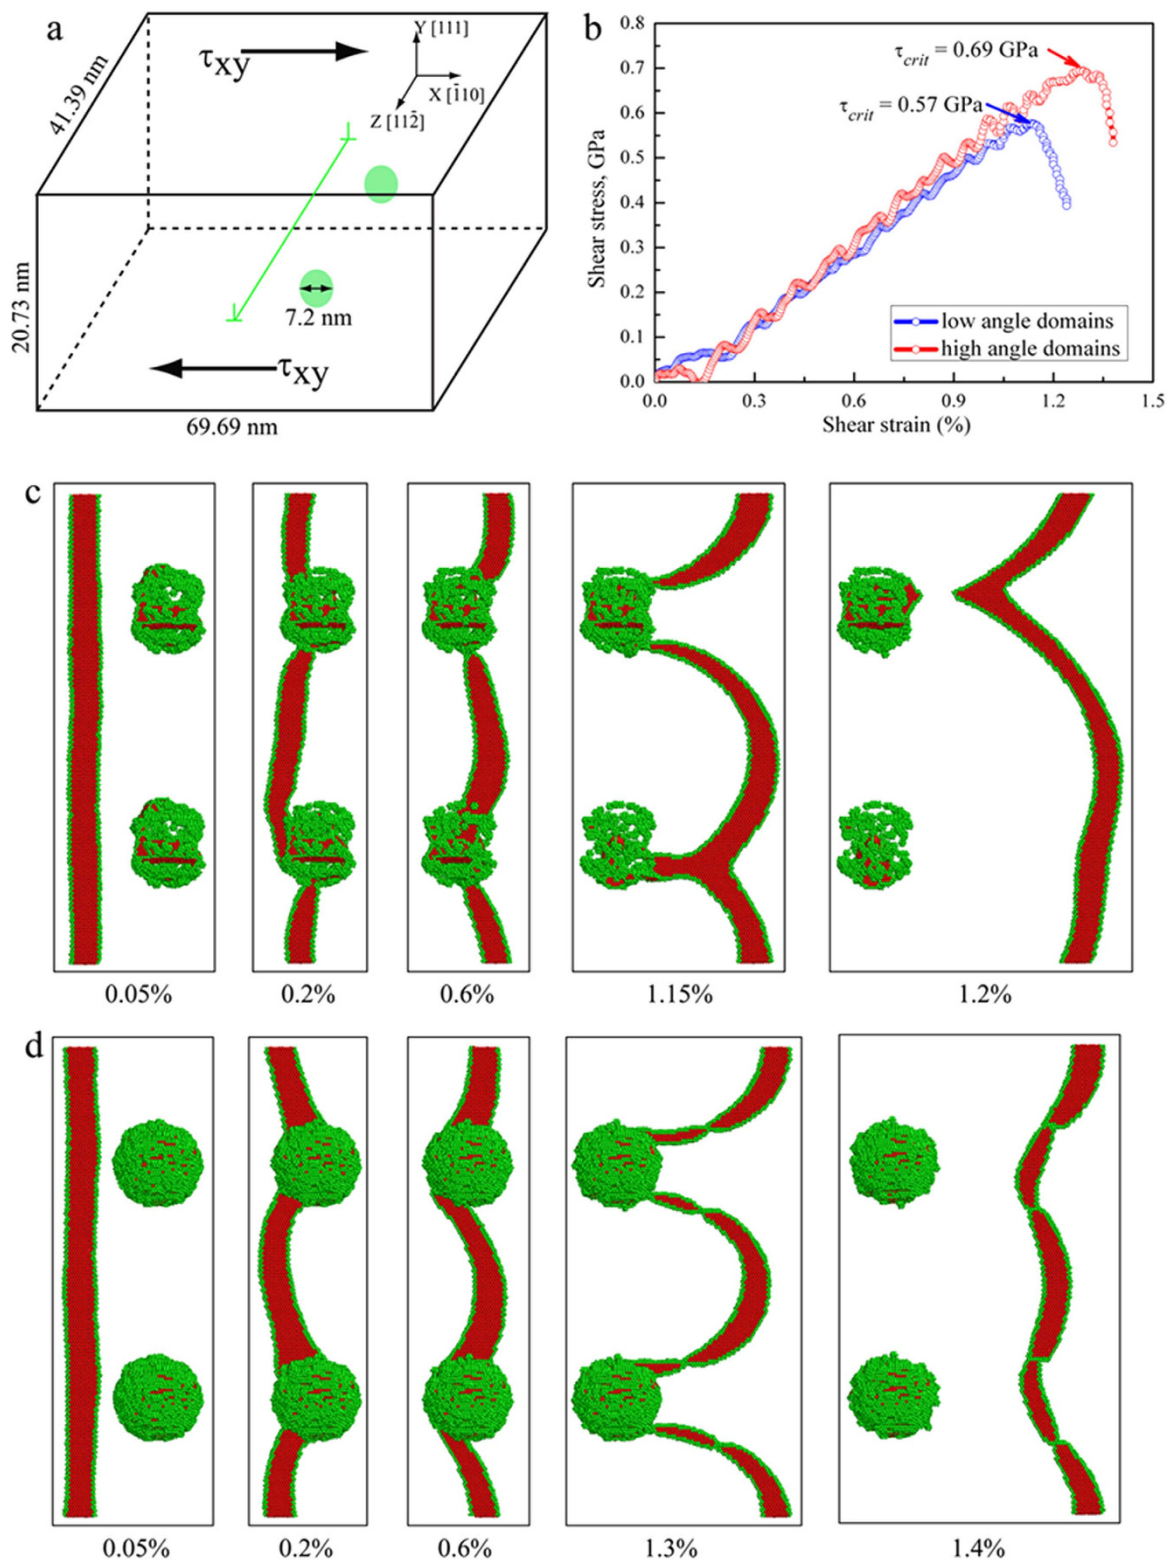 a
41.39 nm
τxy
Y [111]
X [1̄10]
Z [112̄]
7.2 nm
20.73 nm
τxy
69.69 nm
b
Shear stress, GPa
0.8
0.7
0.6
0.5
0.4
0.3
0.2
0.1
0.0
τcrit = 0.69 GPa
τcrit = 0.57 GPa
low angle domains
high angle domains
0.0 0.3 0.6 0.9 1.2 1.5
Shear strain (%)
c
0.05% 0.2% 0.6% 1.15% 1.2%
d
0.05% 0.2% 0.6% 1.3% 1.4%